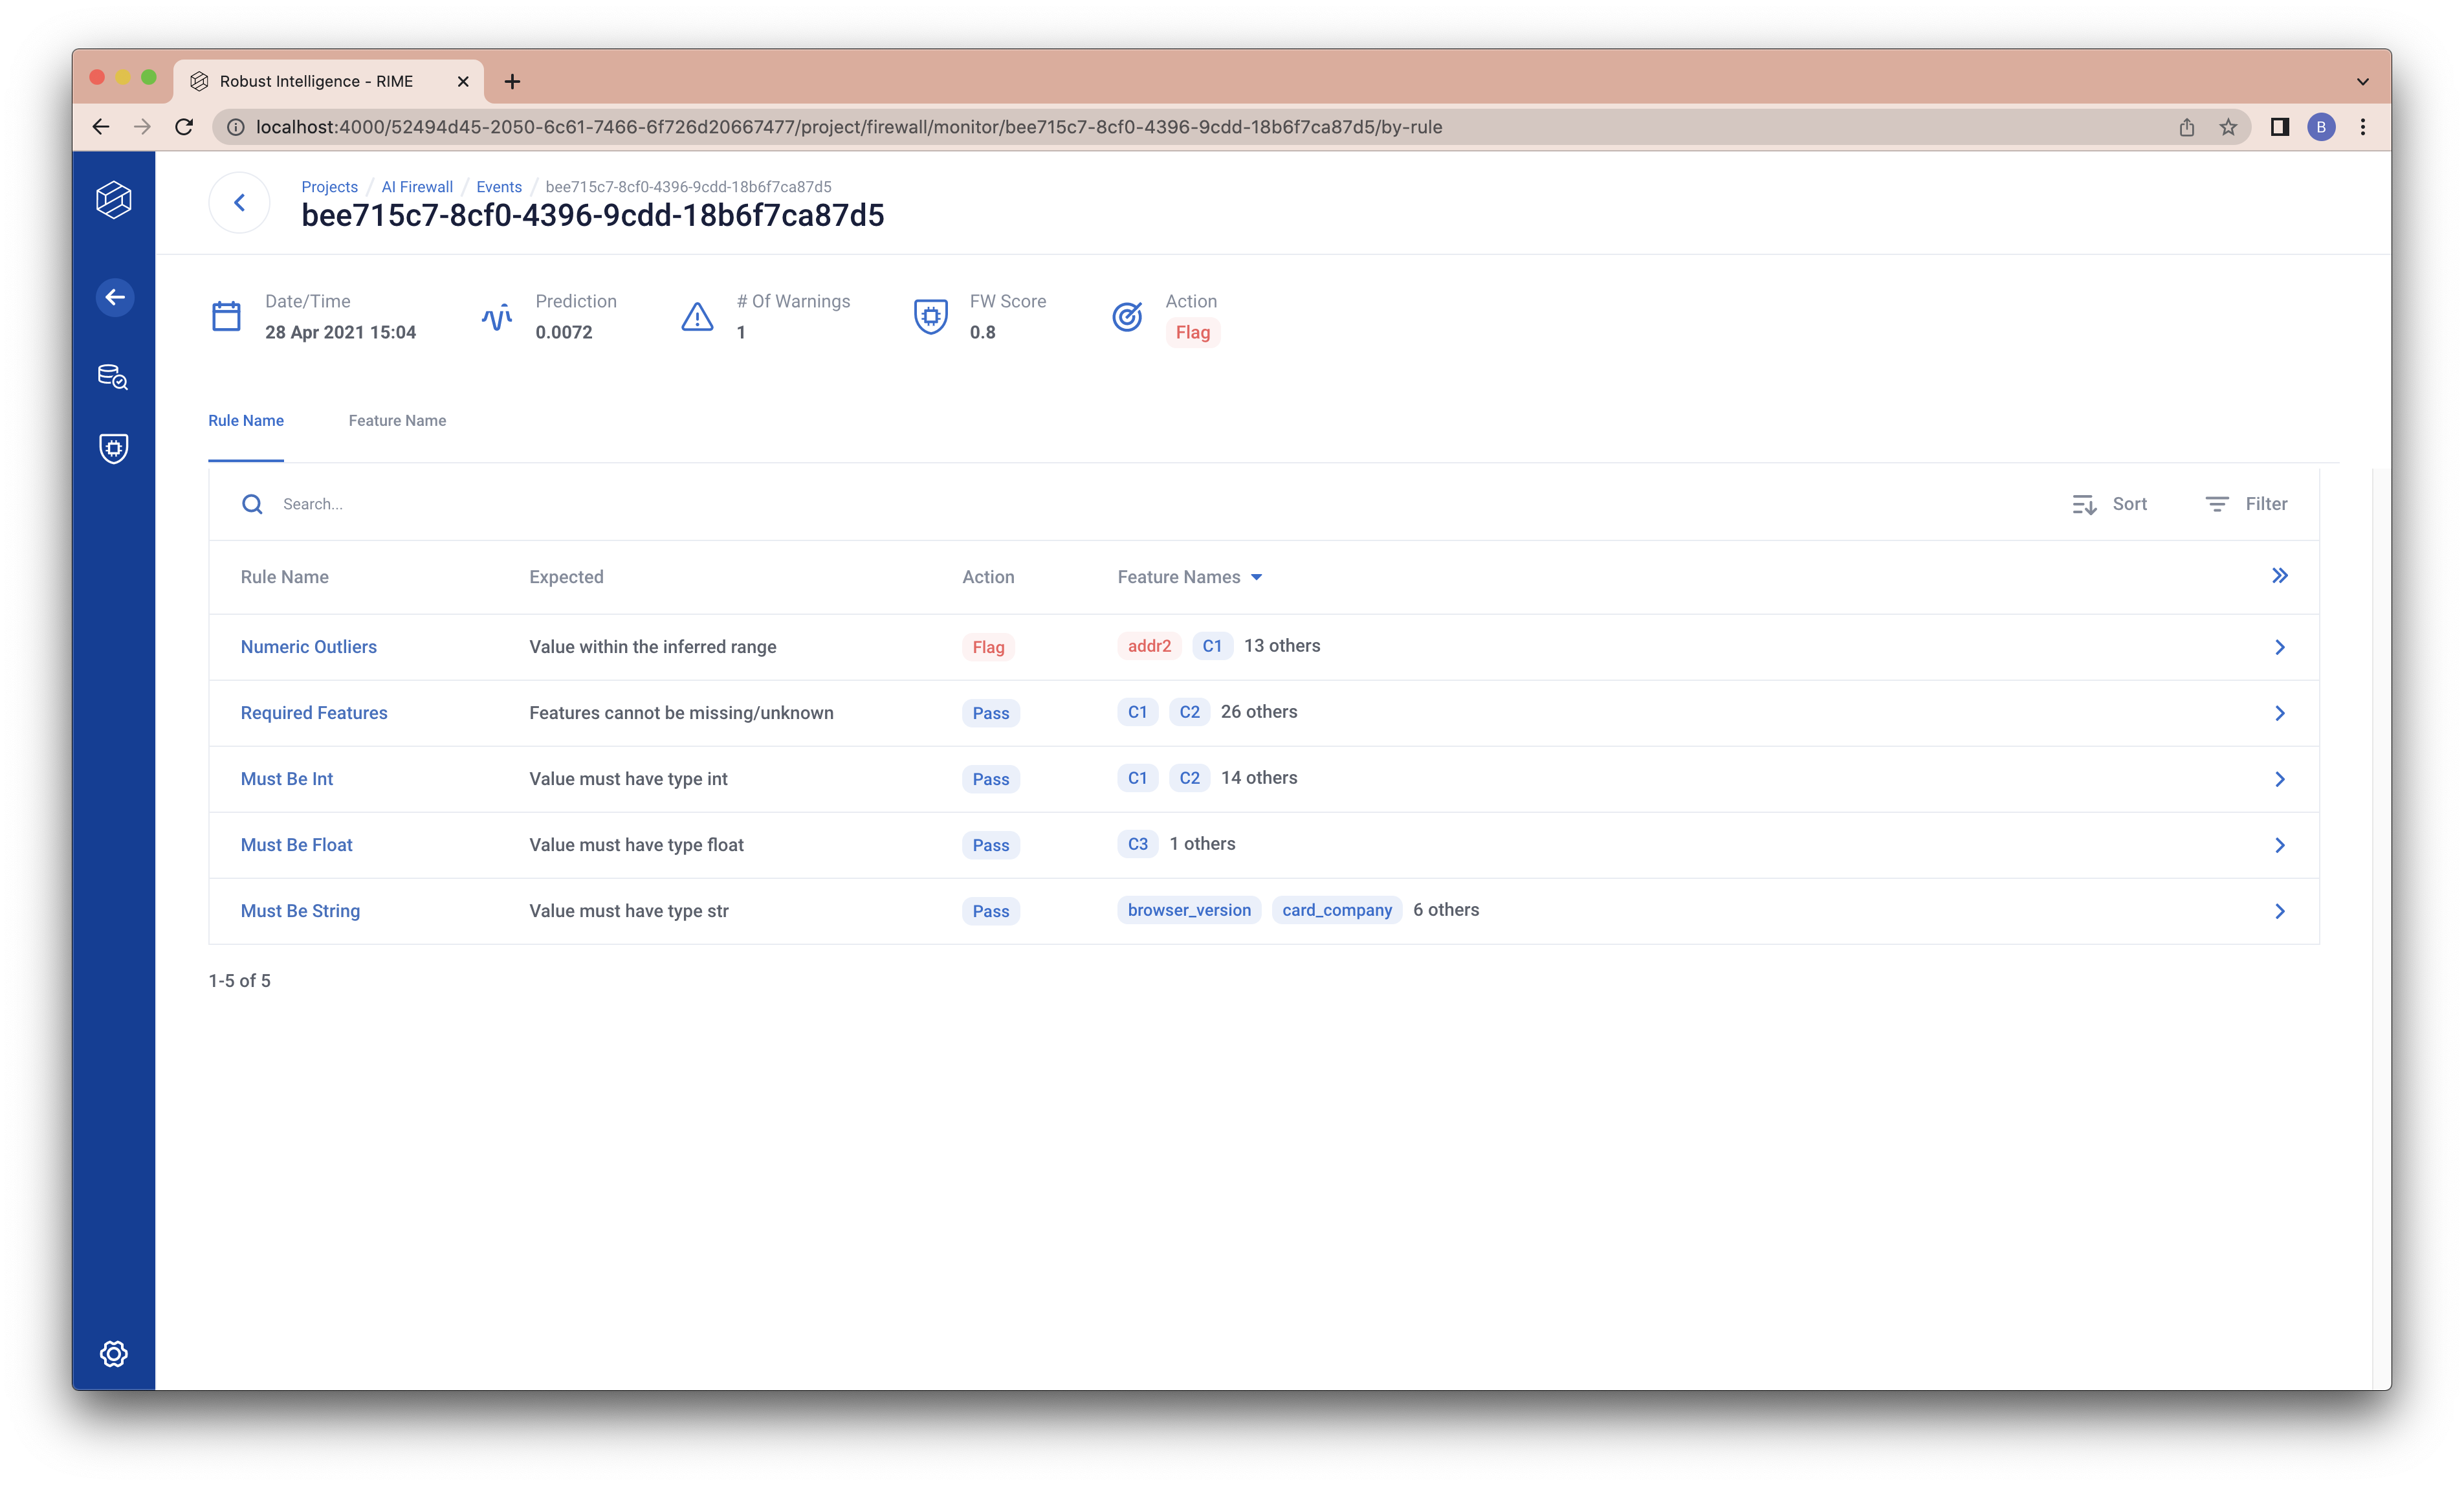 Robust Intelligence - RIME
localhost:4000/52494d45-2050-6c61-7466-6f726d20667477/project/firewall/monitor/bee715c7-8cf0-4396-9cdd-18b6f7ca87d5/by-rule
B
Projects / AI Firewall / Events / bee715c7-8cf0-4396-9cdd-18b6f7ca87d5
bee715c7-8cf0-4396-9cdd-18b6f7ca87d5
Date/Time Prediction # Of Warnings FW Score Action
28 Apr 2021 15:04 0.0072 1 0.8 Flag
Rule Name Feature Name
Search... Sort Filter
Rule Name Expected Action Feature Names
Numeric Outliers Value within the inferred range Flag addr2 C1 13 others
Required Features Features cannot be missing/unknown Pass C1 C2 26 others
Must Be Int Value must have type int Pass C1 C2 14 others
Must Be Float Value must have type float Pass C3 1 others
Must Be String Value must have type str Pass browser_version card_company 6 others
1-5 of 5